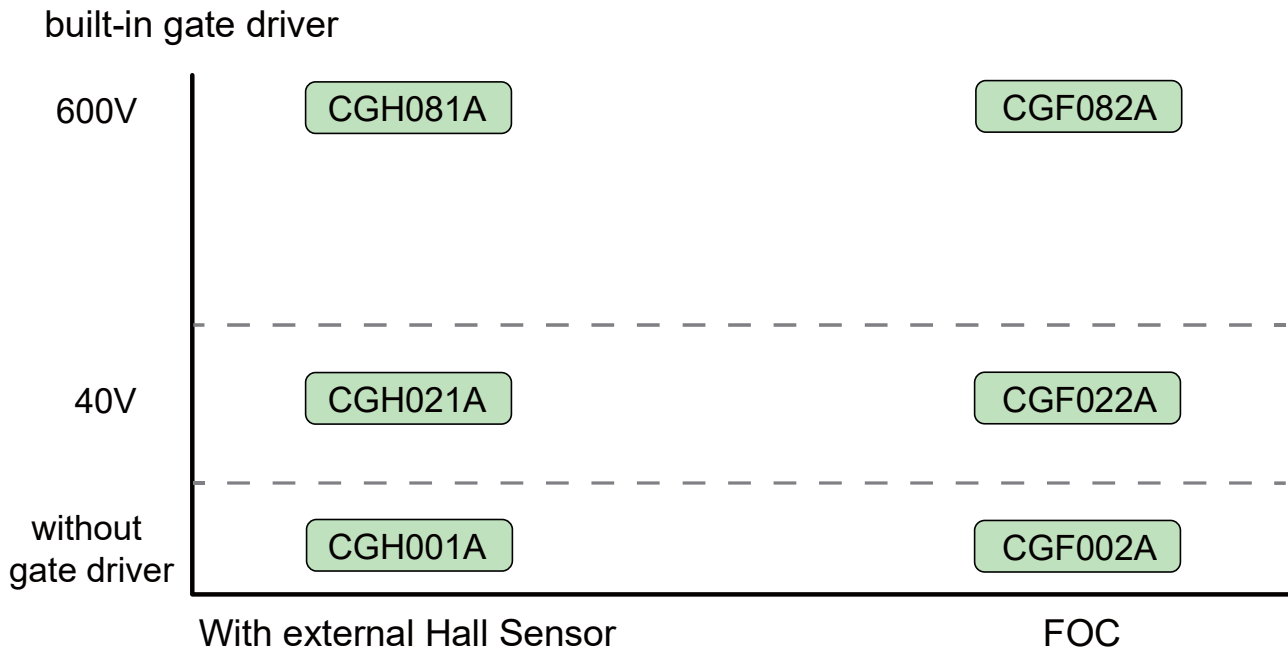 built-in gate driver
600V
CGH081A
CGF082A
40V
CGH021A
CGF022A
without
gate driver
CGH001A
CGF002A
With external Hall Sensor
FOC